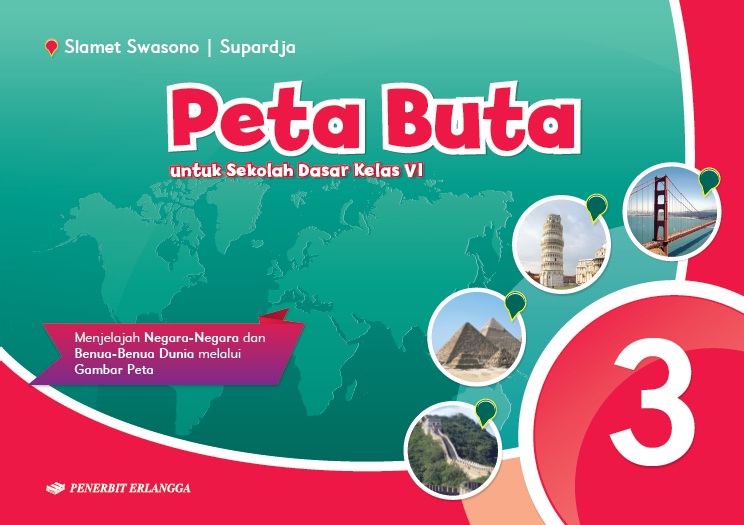 Slamet Swasono | Supardja
Peta Buta
untuk Sekolah Dasar Kelas VI
Menjelajah Negara-Negara dan
Benua-Benua Dunia melalui
Gambar Peta
3
PENERBIT ERLANGGA